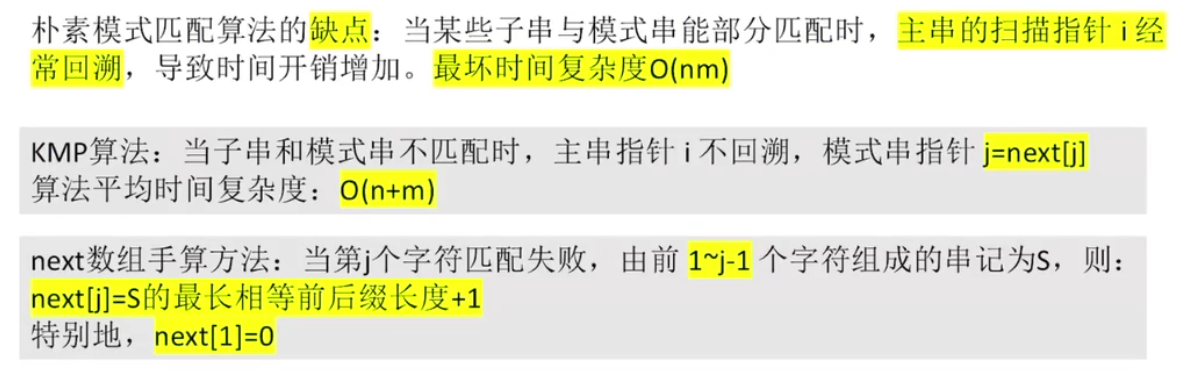 朴素模式匹配算法的缺点：当某些子串与模式串能部分匹配时，主串的扫描指针 i 经
常回溯，导致时间开销增加。最坏时间复杂度O(nm)
KMP算法：当子串和模式串不匹配时，主串指针 i 不回溯，模式串指针 j=next[j]
算法平均时间复杂度：O(n+m)
next数组手算方法：当第j个字符匹配失败，由前 1~j-1 个字符组成的串记为S，则：
next[j]=S的最长相等前后缀长度+1
特别地，next[1]=0